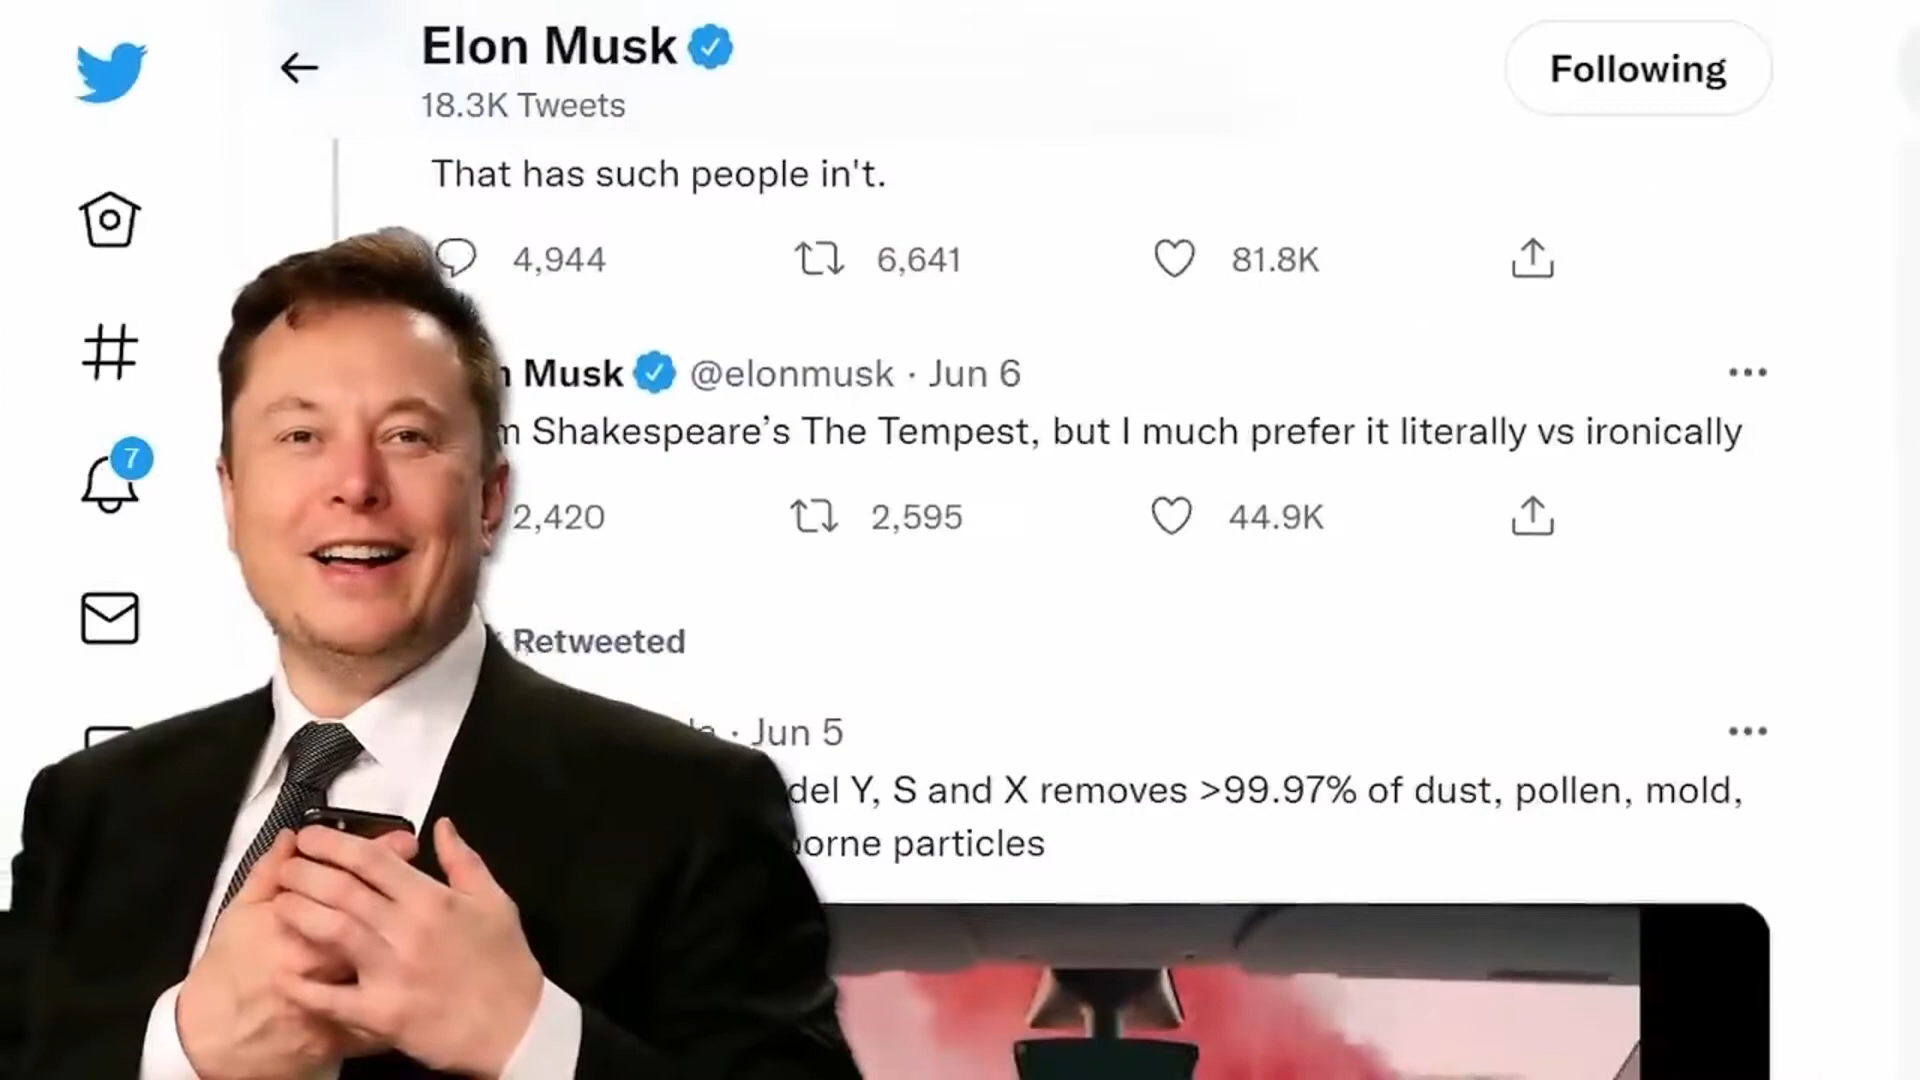 Elon Musk
18.3K Tweets
Following
That has such people in't.
4,944 6,641 81.8K
Musk @elonmusk · Jun 6
Shakespeare’s The Tempest, but I much prefer it literally vs ironically
7
2,420 2,595 44.9K
Retweeted
· Jun 5
Y, S and X removes >99.97% of dust, pollen, mold,
particles